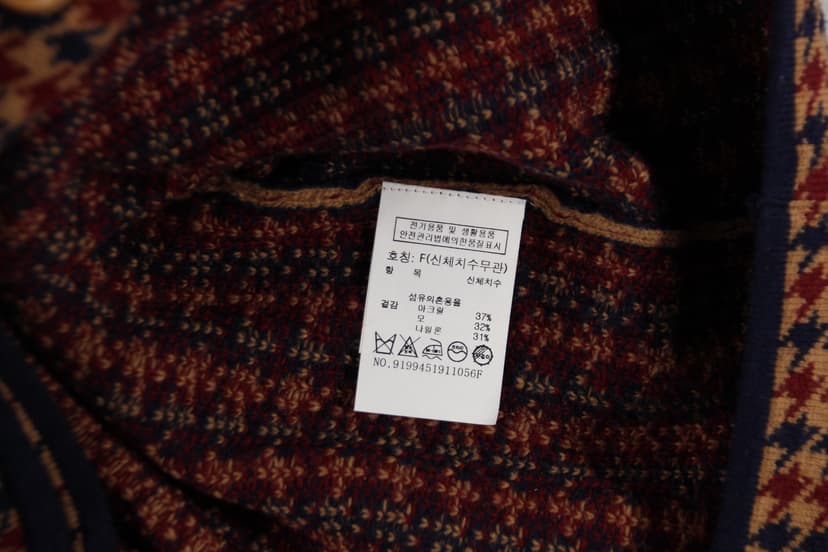 전기용품 및 생활용품
안전관리법에의한품질표시
호칭: F(신체치수무관)
항 목 신체치수
섬유의혼용율
겉감 마크릴 37%
모 32%
나일론 31%
NO.9199451911056F